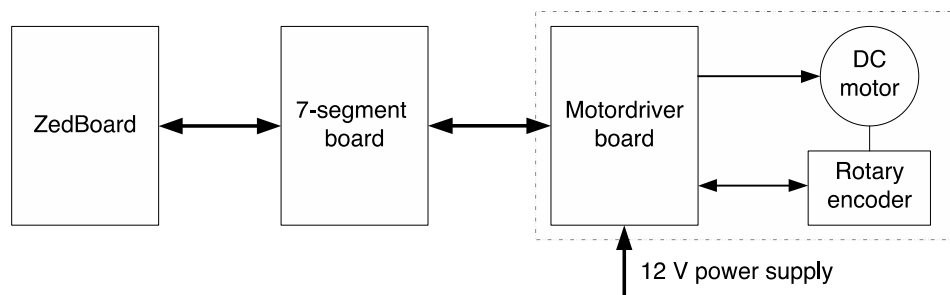 ZedBoard
7-segment
board
Motordriver
board
DC
motor
Rotary
encoder
12 V power supply